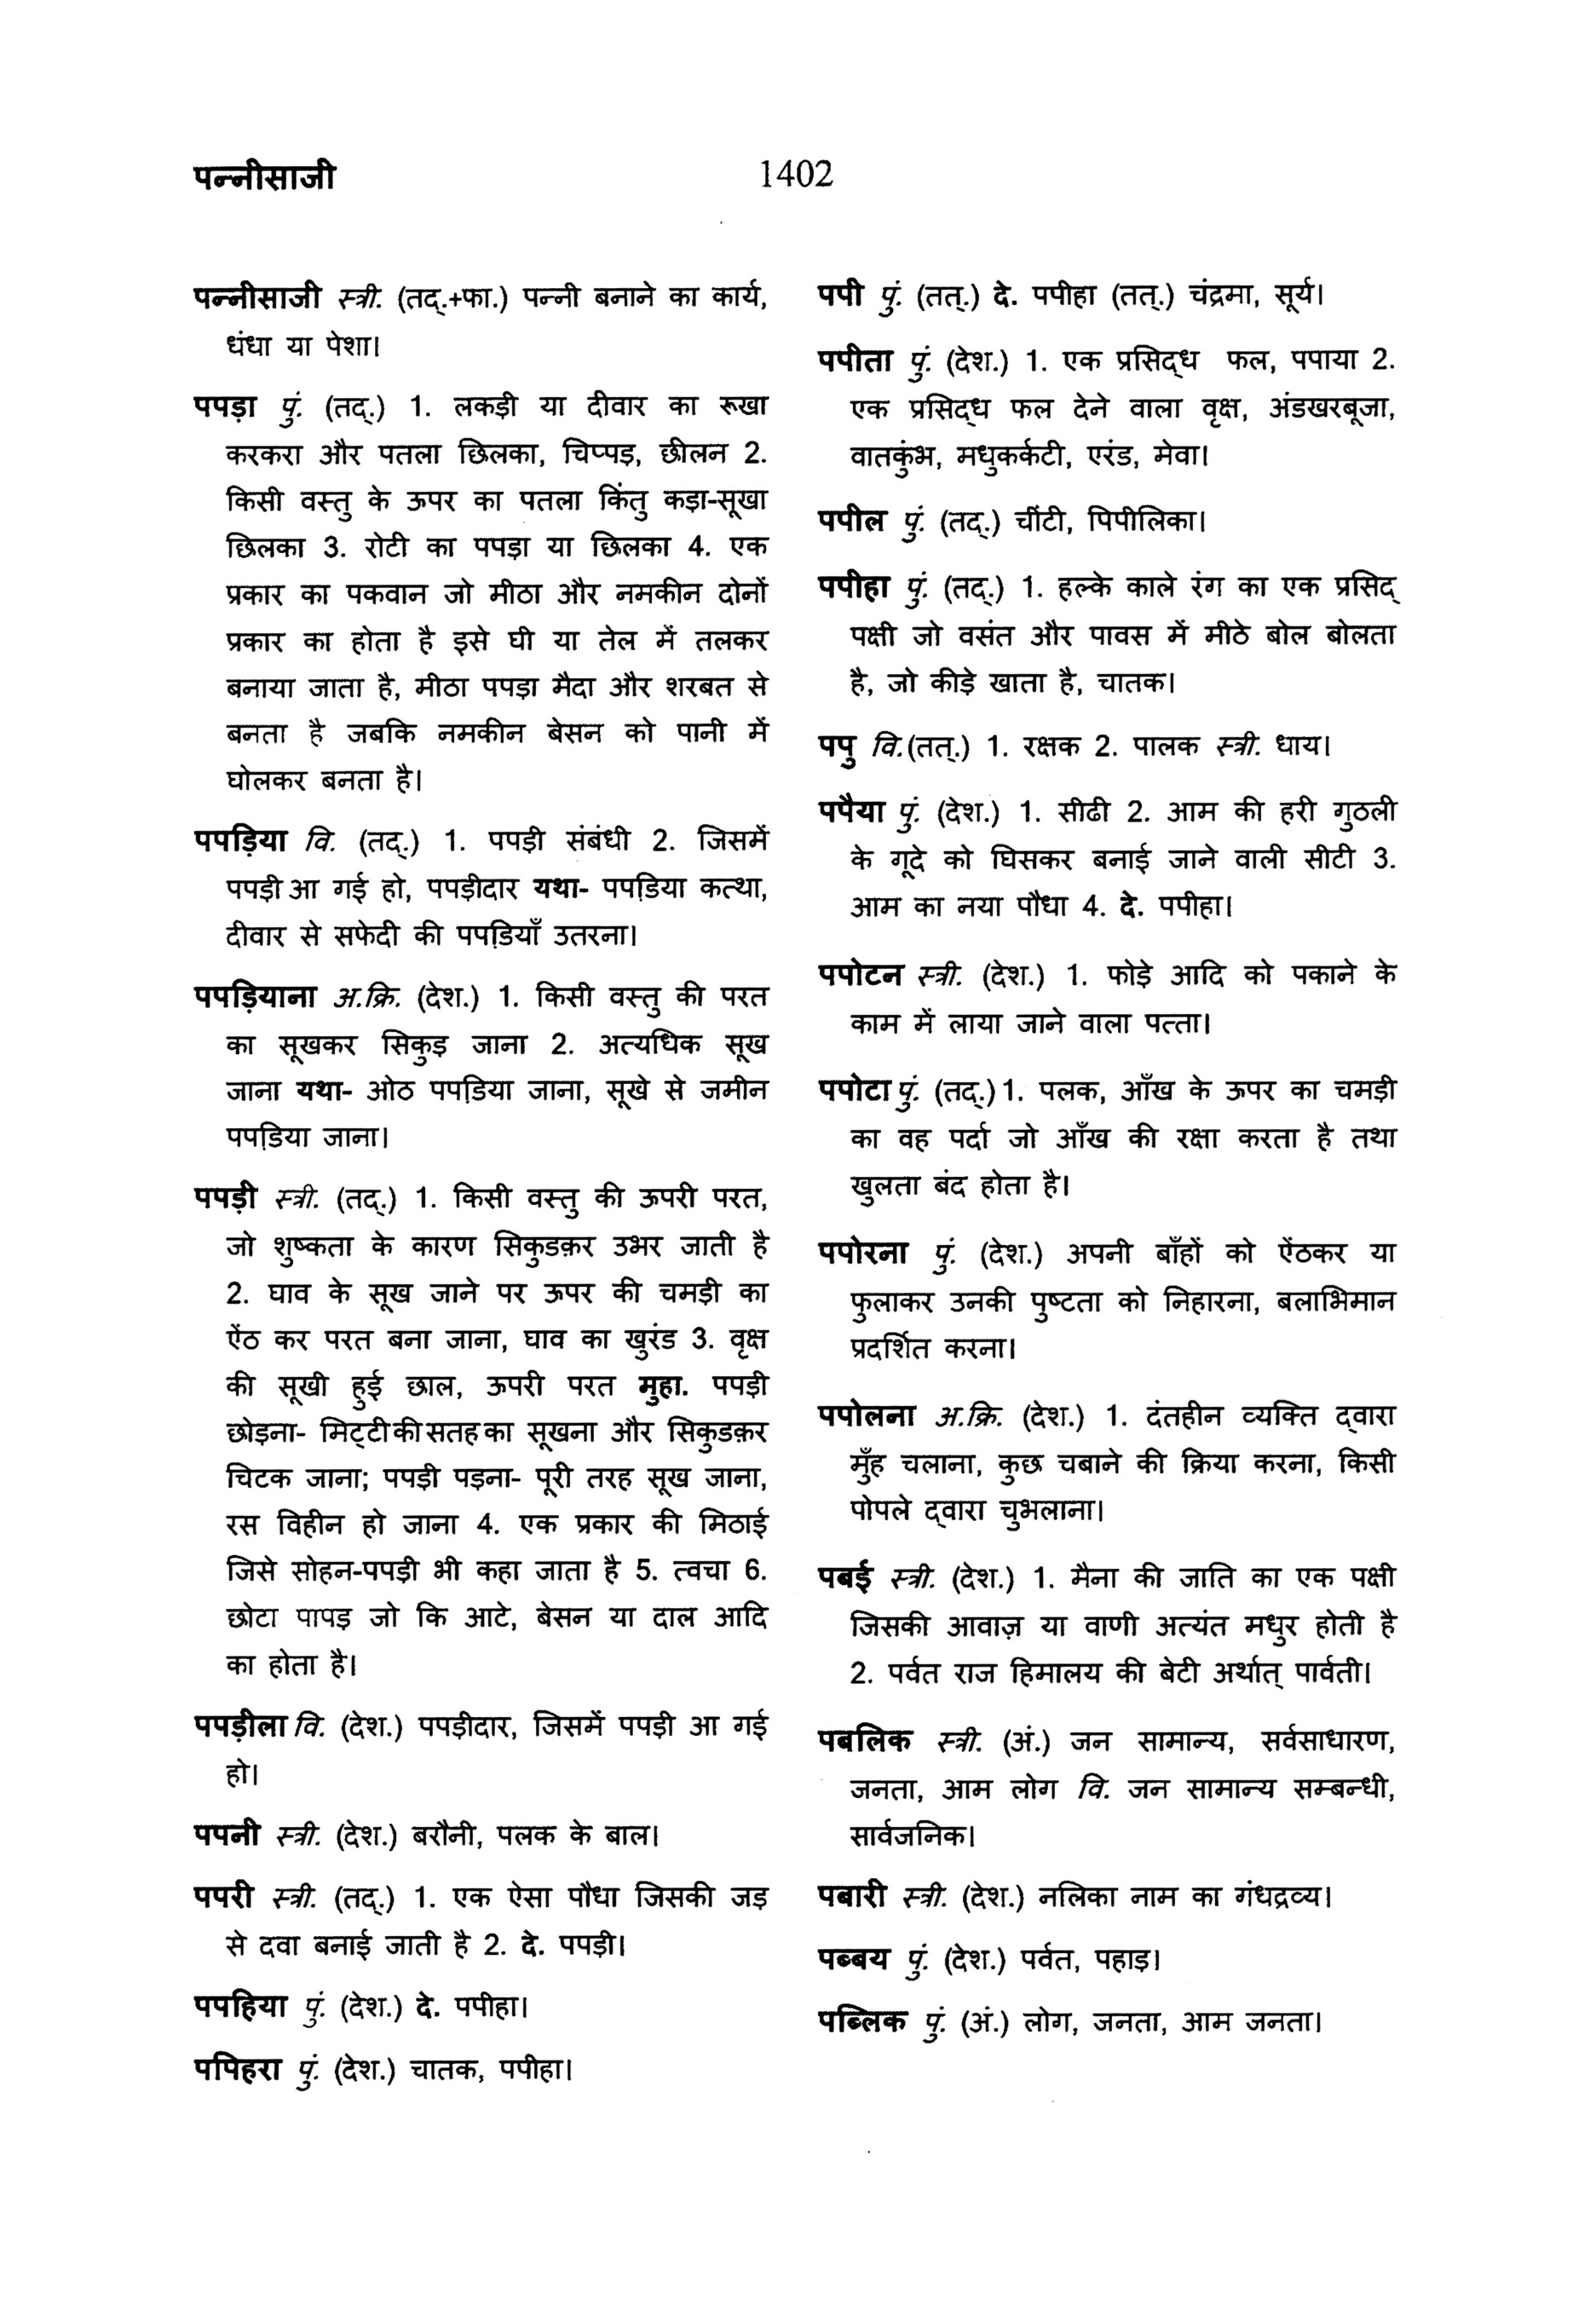 पन्नीसाजी
1402
पन्नीसाजी स्त्री. (तद्.+फा.) पन्नी बनाने का कार्य,
धंधा या पेशा।
पपड़ा पुं. (तद्.) 1. लकड़ी या दीवार का रूखा
करकरा और पतला छिलका, चिप्पड़, छीलन 2.
किसी वस्तु के ऊपर का पतला किंतु कड़ा-सूखा
छिलका 3. रोटी का पपड़ा या छिलका 4. एक
प्रकार का पकवान जो मीठा और नमकीन दोनों
प्रकार का होता है इसे घी या तेल में तलकर
बनाया जाता है, मीठा पपड़ा मैदा और शरबत से
बनता है जबकि नमकीन बेसन को पानी में
घोलकर बनता है।
पपड़िया वि. (तद्.) 1. पपड़ी संबंधी 2. जिसमें
पपड़ी आ गई हो, पपड़ीदार यथा- पपड़िया कत्था,
दीवार से सफेदी की पपड़ियाँ उतरना।
पपड़ियाना अ.क्रि. (देश.) 1. किसी वस्तु की परत
का सूखकर सिकुड़ जाना 2. अत्यधिक सूख
जाना यथा- ओठ पपड़िया जाना, सूखे से जमीन
पपड़िया जाना।
पपड़ी स्त्री. (तद्.) 1. किसी वस्तु की ऊपरी परत,
जो शुष्कता के कारण सिकुडक़र उभर जाती है
2. घाव के सूख जाने पर ऊपर की चमड़ी का
ऐंठ कर परत बना जाना, घाव का खुरंड 3. वृक्ष
की सूखी हुई छाल, ऊपरी परत मुहा. पपड़ी
छोड़ना- मिट्टी की सतह का सूखना और सिकुडक़र
चिटक जाना; पपड़ी पड़ना- पूरी तरह सूख जाना,
रस विहीन हो जाना 4. एक प्रकार की मिठाई
जिसे सोहन-पपड़ी भी कहा जाता है 5. त्वचा 6.
छोटा पापड़ जो कि आटे, बेसन या दाल आदि
का होता है।
पपड़ीला वि. (देश.) पपड़ीदार, जिसमें पपड़ी आ गई
हो।
पपनी स्त्री. (देश.) बरौनी, पलक के बाल।
पपरी स्त्री. (तद्.) 1. एक ऐसा पौधा जिसकी जड़
से दवा बनाई जाती है 2. दे. पपड़ी।
पपहिया पुं. (देश.) दे. पपीहा।
पपिहरा पुं. (देश.) चातक, पपीहा।
पपी पुं. (तत्.) दे. पपीहा (तत्.) चंद्रमा, सूर्य।
पपीता पुं. (देश.) 1. एक प्रसिद्ध फल, पपाया 2.
एक प्रसिद्ध फल देने वाला वृक्ष, अंडखरबूजा,
वातकुंभ, मधुकर्कटी, एरंड, मेवा।
पपील पुं. (तद्.) चींटी, पिपीलिका।
पपीहा पुं. (तद्.) 1. हल्के काले रंग का एक प्रसिद्
पक्षी जो वसंत और पावस में मीठे बोल बोलता
है, जो कीड़े खाता है, चातक।
पपु वि.(तत्.) 1. रक्षक 2. पालक स्त्री. धाय।
पपैया पुं. (देश.) 1. सीढी 2. आम की हरी गुठली
के गूदे को घिसकर बनाई जाने वाली सीटी 3.
आम का नया पौधा 4. दे. पपीहा।
पपोटन स्त्री. (देश.) 1. फोड़े आदि को पकाने के
काम में लाया जाने वाला पत्ता।
पपोटा पुं. (तद्.) 1. पलक, आँख के ऊपर का चमड़ी
का वह पर्दा जो आँख की रक्षा करता है तथा
खुलता बंद होता है।
पपोरना पुं. (देश.) अपनी बाँहों को ऐंठकर या
फुलाकर उनकी पुष्टता को निहारना, बलाभिमान
प्रदर्शित करना।
पपोलना अ.क्रि. (देश.) 1. दंतहीन व्यक्ति द्वारा
मुँह चलाना, कुछ चबाने की क्रिया करना, किसी
पोपले द्वारा चुभलाना।
पबई स्त्री. (देश.) 1. मैना की जाति का एक पक्षी
जिसकी आवाज़ या वाणी अत्यंत मधुर होती है
2. पर्वत राज हिमालय की बेटी अर्थात् पार्वती।
पबलिक स्त्री. (अं.) जन सामान्य, सर्वसाधारण,
जनता, आम लोग वि. जन सामान्य सम्बन्धी,
सार्वजनिक।
पबारी स्त्री. (देश.) नलिका नाम का गंधद्रव्य।
पब्बय पुं. (देश.) पर्वत, पहाड़।
पब्लिक पुं. (अं.) लोग, जनता, आम जनता।